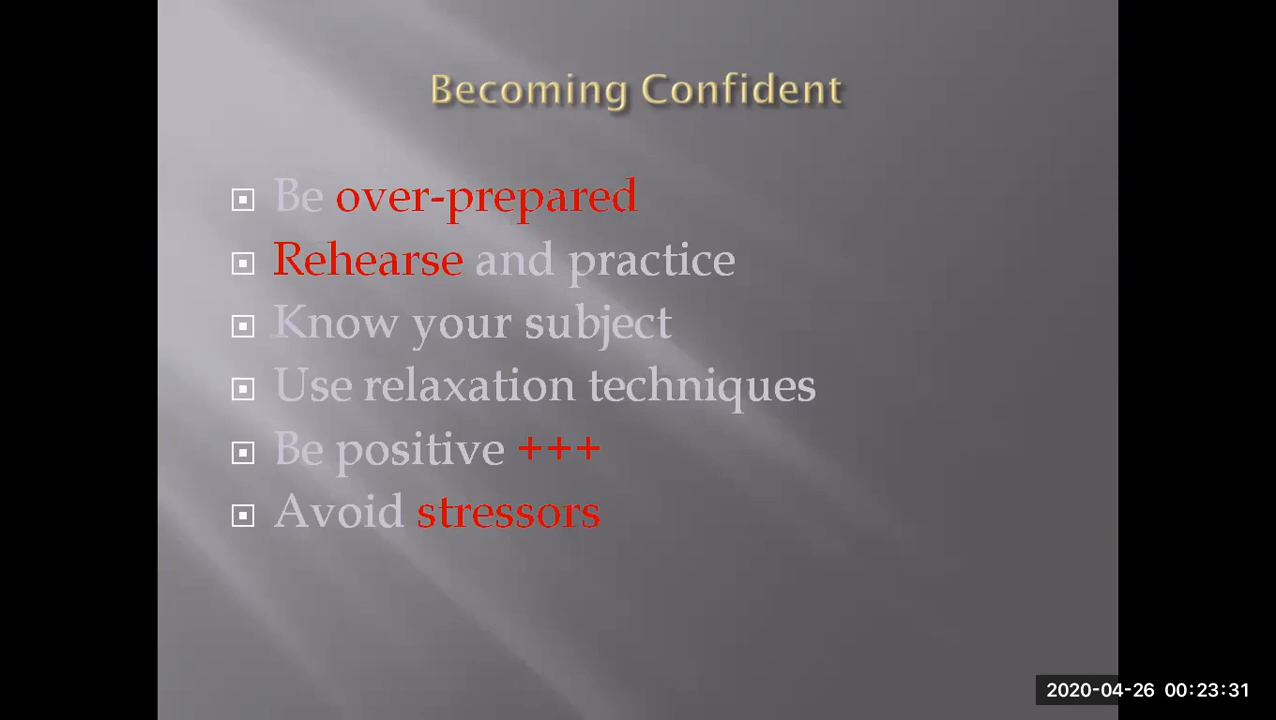 Becoming Confident
Be over-prepared
Rehearse and practice
Know your subject
Use relaxation techniques
Be positive +++
Avoid stressors
2020-04-26 00:23:31